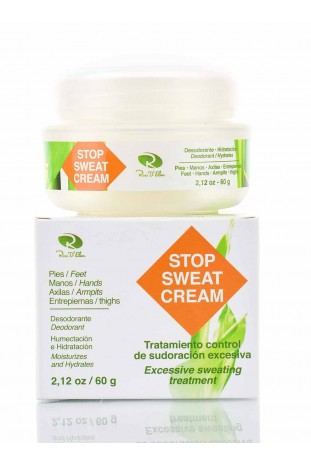 STOP
SWEAT
CREAM
R
Desodorante - Hidratación
Deodorant / Hydrates
Pies - Manos - Axilas - Entrepiernas
Feet - Hands - Armpits - thighs
2,12 oz - 60 g
R
Pies / Feet
Manos / Hands
Axilas / Armpits
Entrepiernas / thighs
Desodorante
Deodorant
Humectación
e Hidratación
Moisturizes
and Hydrates
2,12 oz / 60 g
STOP
SWEAT
CREAM
Tratamiento control
de sudoración excesiva
Excessive sweating
treatment